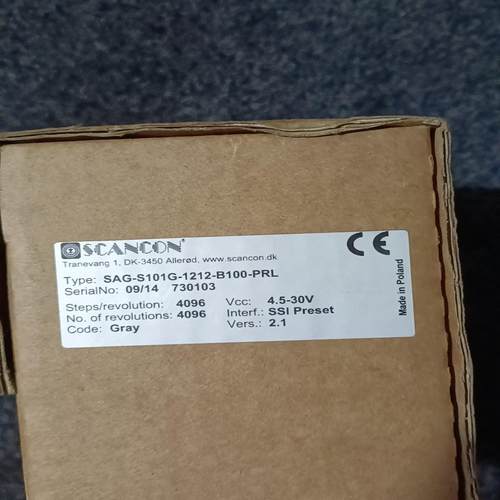 SCANCON®
Tranevang 1, DK-3450 Allerød, www.scancon.dk
Type: SAG-S101G-1212-B100-PRL
SerialNo: 09/14 730103
Steps/revolution: 4096 Vcc: 4.5-30V
No. of revolutions: 4096 Interf.: SSI Preset
Code: Gray Vers.: 2.1
CE
Made in Poland